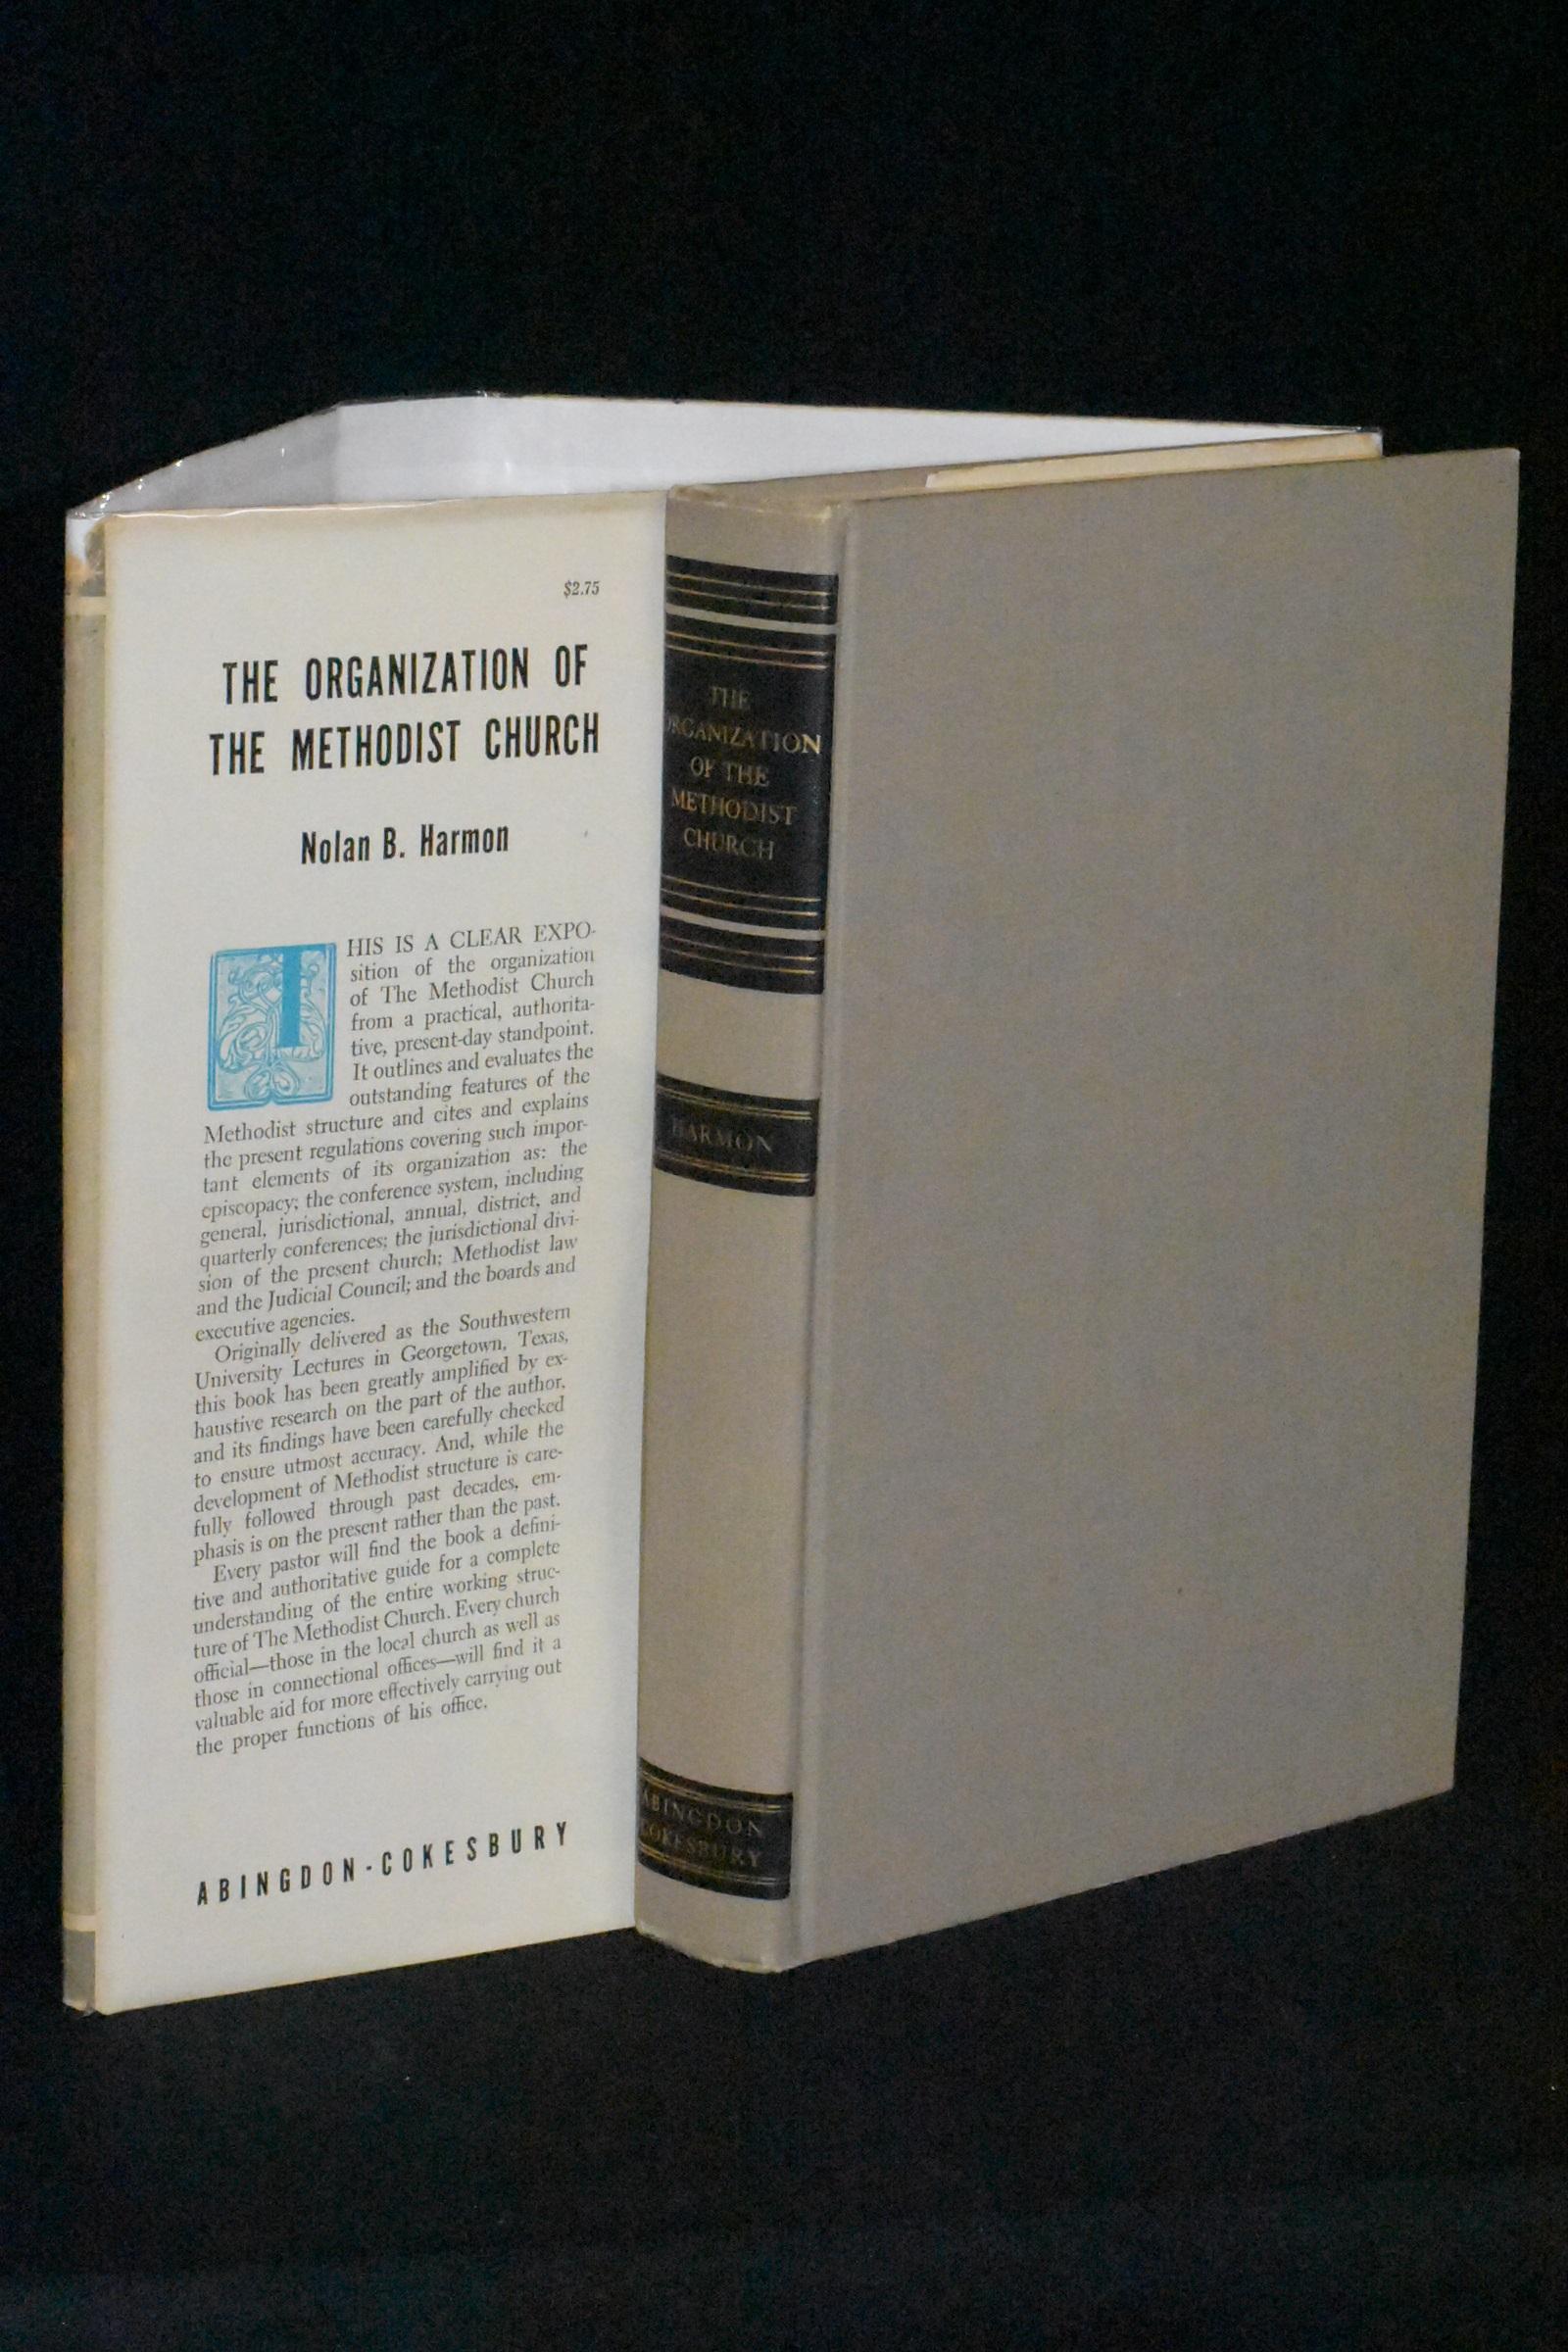 $2.75
THE ORGANIZATION OF
THE METHODIST CHURCH
Nolan B. Harmon
THIS IS A CLEAR EXPO-
sition of the organization
of The Methodist Church
from a practical, authorita-
tive, present-day standpoint.
It outlines and evaluates the
outstanding features of the
Methodist structure and cites and explains
the present regulations covering such impor-
tant elements of its organization as: the
episcopacy; the conference system, including
general, jurisdictional, annual, district, and
quarterly conferences; the jurisdictional divi-
sion of the present church; Methodist law
and the Judicial Council; and the boards and
executive agencies.
Originally delivered as the Southwestern
University Lectures in Georgetown, Texas,
this book has been greatly amplified by ex-
haustive research on the part of the author,
and its findings have been carefully checked
to ensure utmost accuracy. And, while the
development of Methodist structure is care-
fully followed through past decades, em-
phasis is on the present rather than the past.
Every pastor will find the book a defini-
tive and authoritative guide for a complete
understanding of the entire working struc-
ture of The Methodist Church. Every church
official—those in the local church as well as
those in connectional offices—will find it a
valuable aid for more effectively carrying out
the proper functions of his office.
ABINGDON-COKESBURY
THE
ORGANIZATION
OF THE
METHODIST
CHURCH
HARMON
ABINGDON
COKESBURY